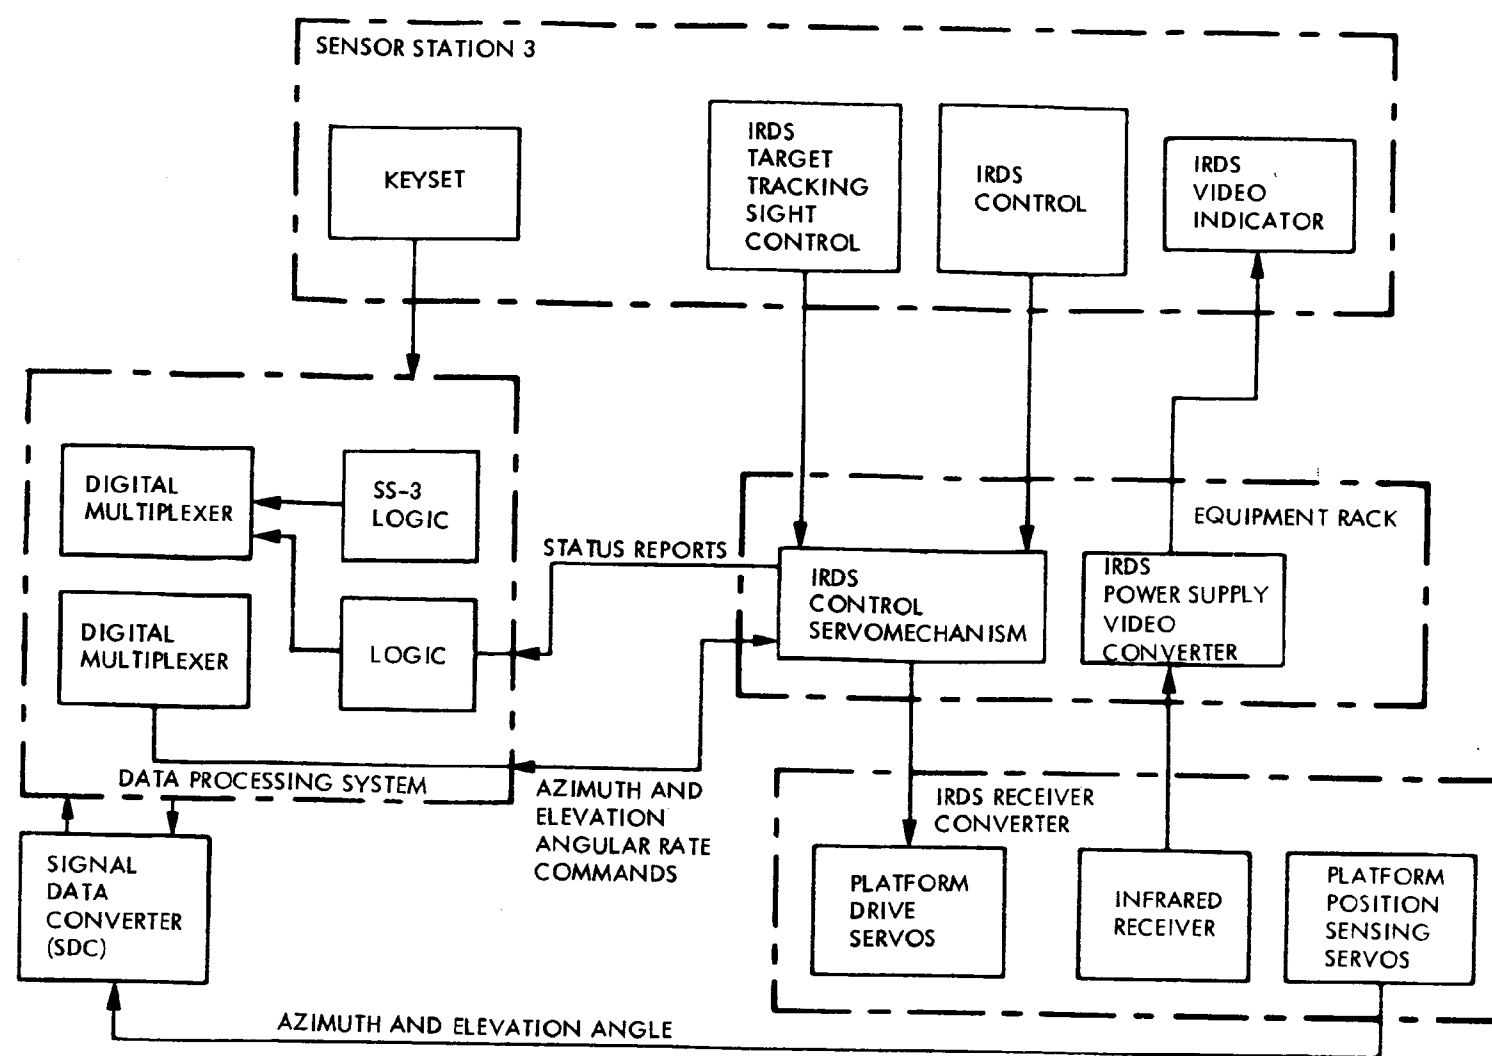 SENSOR STATION 3
KEYSET
IRDS
TARGET
TRACKING
SIGHT
CONTROL
IRDS
CONTROL
IRDS
VIDEO
INDICATOR
DIGITAL
MULTIPLEXER
SS-3
LOGIC
DIGITAL
MULTIPLEXER
LOGIC
DATA PROCESSING SYSTEM
STATUS REPORTS
EQUIPMENT RACK
IRDS
CONTROL
SERVOMECHANISM
IRDS
POWER SUPPLY
VIDEO
CONVERTER
AZIMUTH AND
ELEVATION
ANGULAR RATE
COMMANDS
IRDS RECEIVER
CONVERTER
SIGNAL
DATA
CONVERTER
(SDC)
PLATFORM
DRIVE
SERVOS
INFRARED
RECEIVER
PLATFORM
POSITION
SENSING
SERVOS
AZIMUTH AND ELEVATION ANGLE